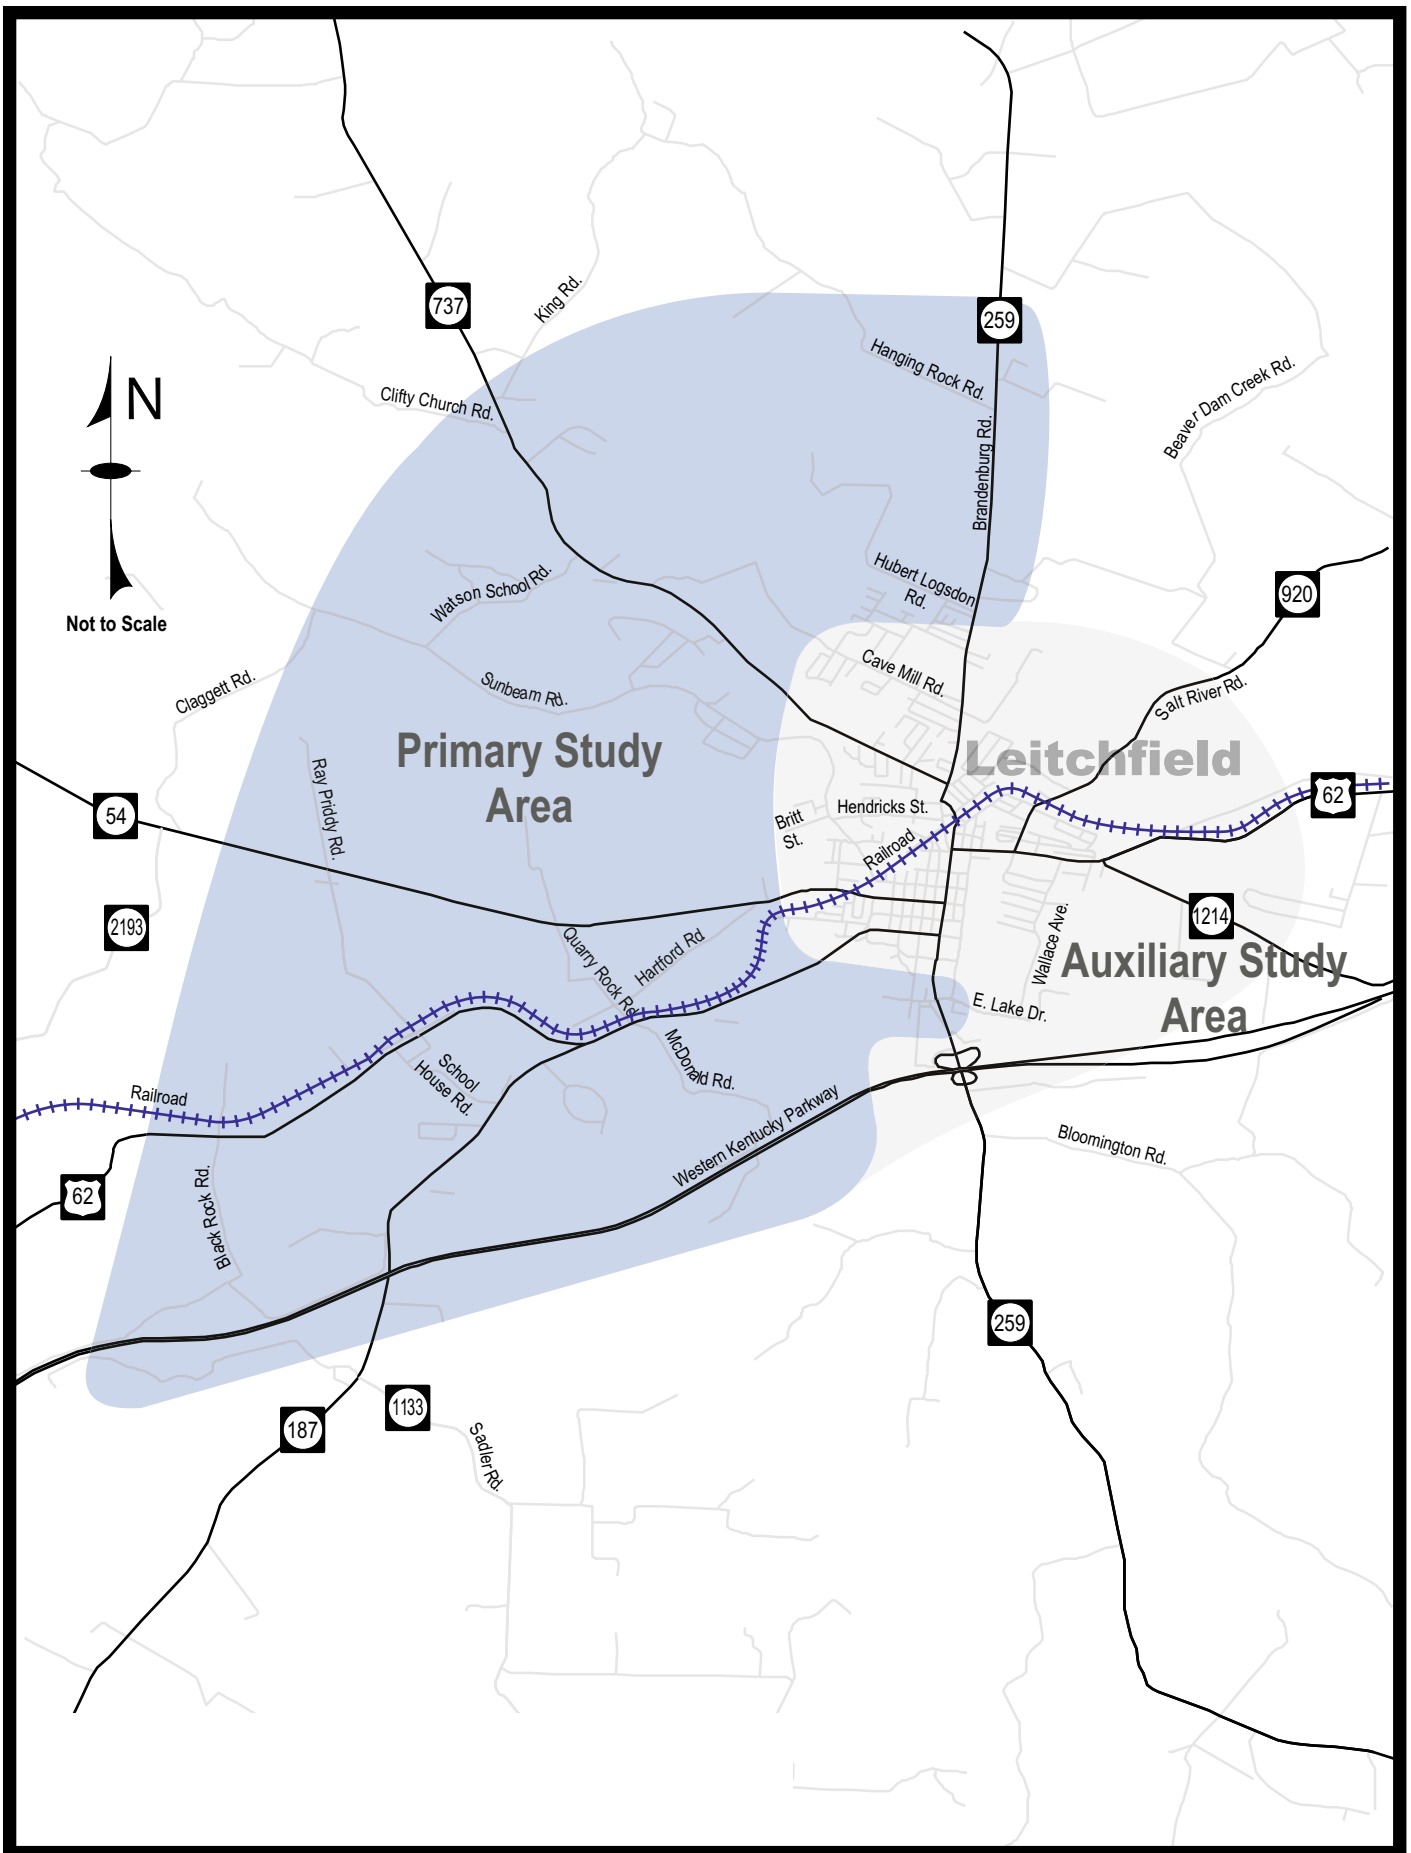 King Rd.
737
259
Hanging Rock Rd.
Beaver Dam Creek Rd.
N
Clifty Church Rd.
Brandenburg Rd.
Hubert Logsdon
Rd.
Watson School Rd.
920
Not to Scale
Cave Mill Rd.
Claggett Rd.
Sunbeam Rd.
Salt River Rd.
Primary Study
Area
Leitchfield
Ray Priddy Rd.
62
54
Hendricks St.
Britt
St.
Railroad
2193
1214
Wallace Ave.
Quarry Rock Rd
Hartford Rd
Auxiliary Study
Area
E. Lake Dr.
School
House Rd.
McDonald Rd.
Railroad
Western Kentucky Parkway
Bloomington Rd.
62
Black Rock Rd.
259
1133
187
Sadler Rd.